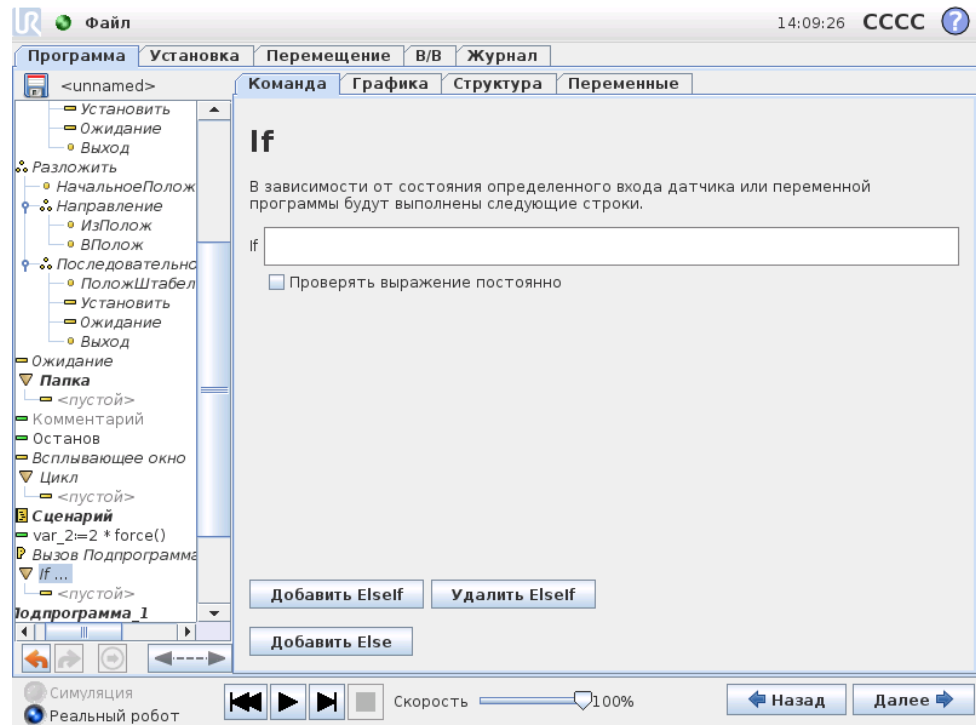 UR Файл 14:09:26 CCCC ?
Программа Установка Перемещение В/В Журнал
<unnamed>
Команда Графика Структура Переменные
Установить
Ожидание
Выход
Разложить
НачальноеПолож
Направление
ИзПолож
ВПолож
Последовательно
ПоложШтабел
Установить
Ожидание
Выход
Ожидание
Папка
<пустой>
Комментарий
Останов
Всплывающее окно
Цикл
<пустой>
Сценарий
var_2:=2 * force()
Вызов Подпрограмма
If ...
<пустой>
Подпрограмма_1
If
В зависимости от состояния определенного входа датчика или переменной
программы будут выполнены следующие строки.
If
Проверять выражение постоянно
Добавить ElseIf Удалить ElseIf
Добавить Else
Симуляция
Реальный робот
Скорость 100%
Назад Далее